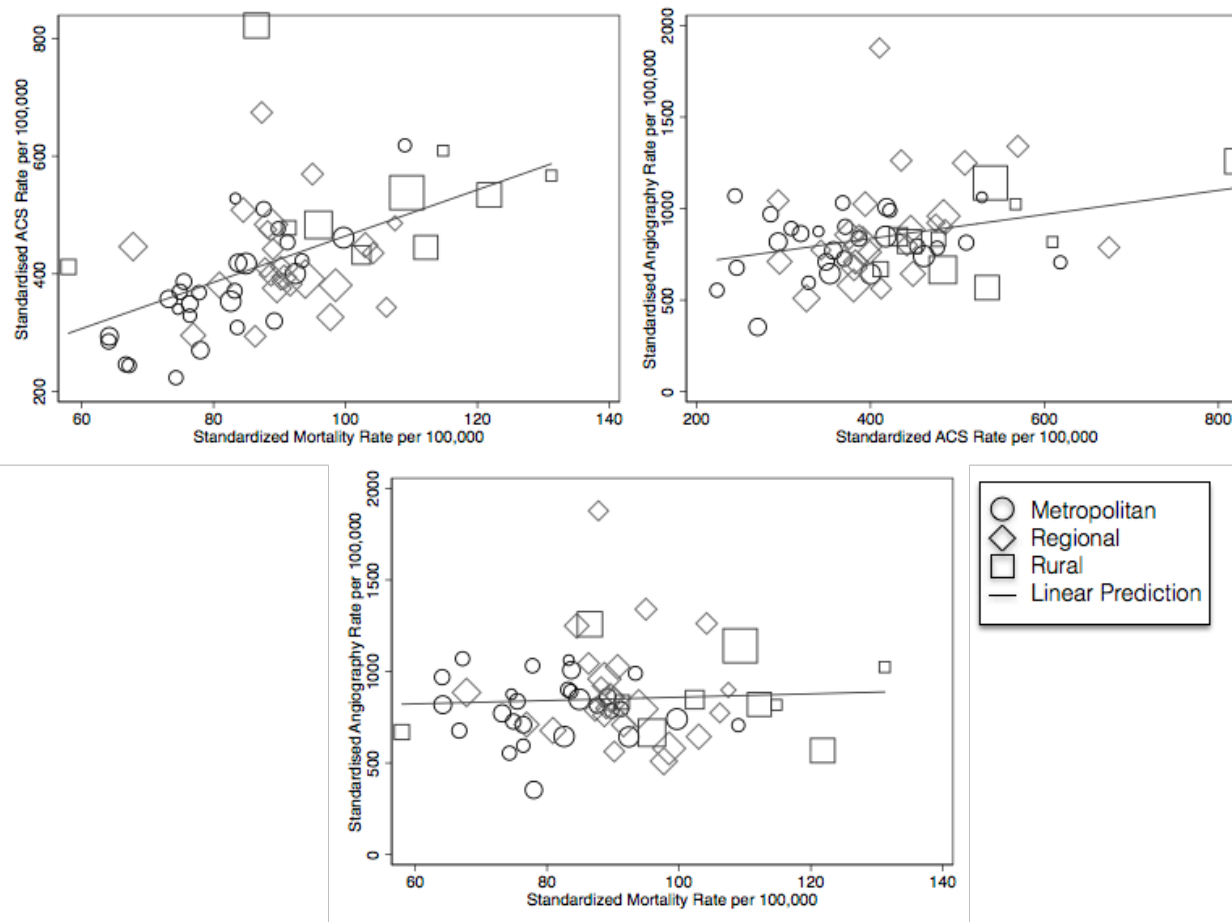 Standardised ACS Rate per 100,000
800
600
400
200
60 80 100 120 140
Standardized Mortality Rate per 100,000
Standardised Angiography Rate per 100,000
2000
1500
1000
500
0
200 400 600 800
Standardized ACS Rate per 100,000
Standardised Angiography Rate per 100,000
2000
1500
1000
500
0
60 80 100 120 140
Standardized Mortality Rate per 100,000
Metropolitan
Regional
Rural
Linear Prediction